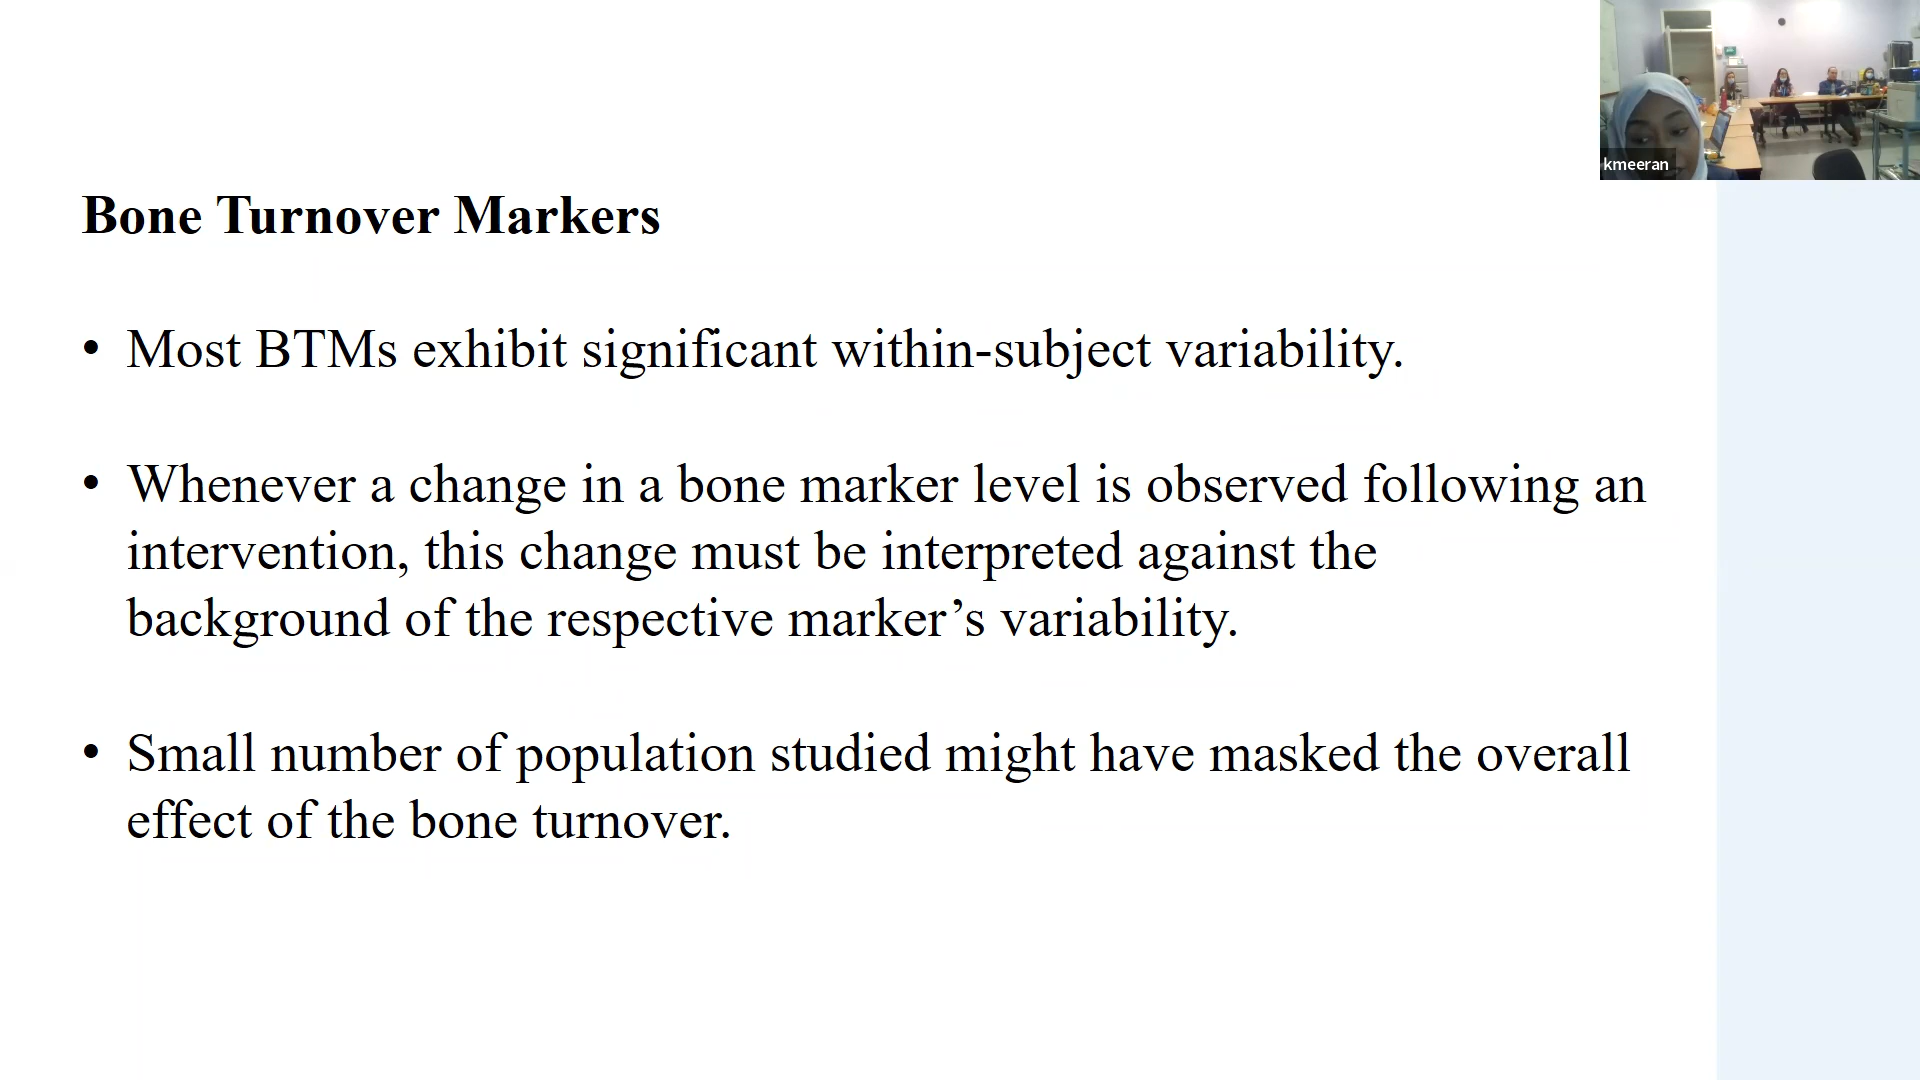 kmeeran
Bone Turnover Markers
• Most BTMs exhibit significant within-subject variability.
• Whenever a change in a bone marker level is observed following an
intervention, this change must be interpreted against the
background of the respective marker’s variability.
• Small number of population studied might have masked the overall
effect of the bone turnover.